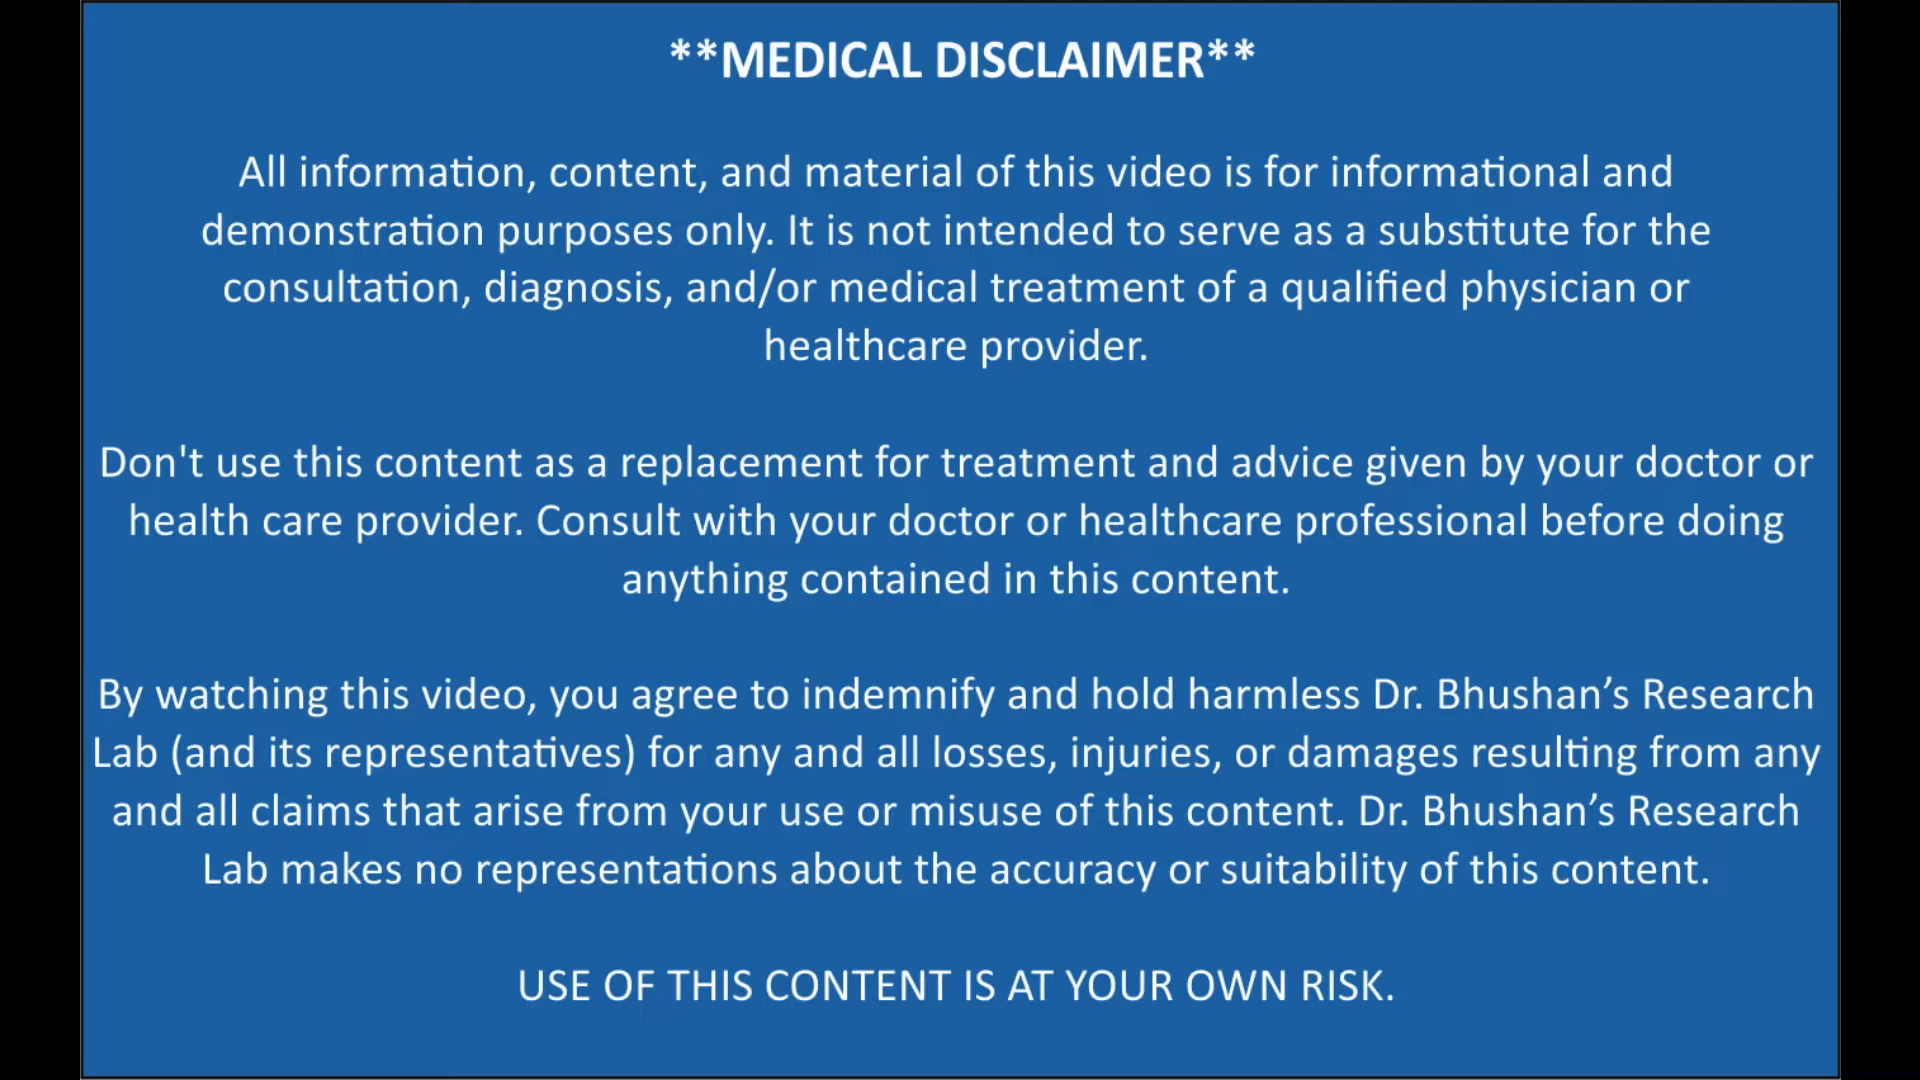 **MEDICAL DISCLAIMER**
All information, content, and material of this video is for informational and
demonstration purposes only. It is not intended to serve as a substitute for the
consultation, diagnosis, and/or medical treatment of a qualified physician or
healthcare provider.
Don't use this content as a replacement for treatment and advice given by your doctor or
health care provider. Consult with your doctor or healthcare professional before doing
anything contained in this content.
By watching this video, you agree to indemnify and hold harmless Dr. Bhushan’s Research
Lab (and its representatives) for any and all losses, injuries, or damages resulting from any
and all claims that arise from your use or misuse of this content. Dr. Bhushan’s Research
Lab makes no representations about the accuracy or suitability of this content.
USE OF THIS CONTENT IS AT YOUR OWN RISK.